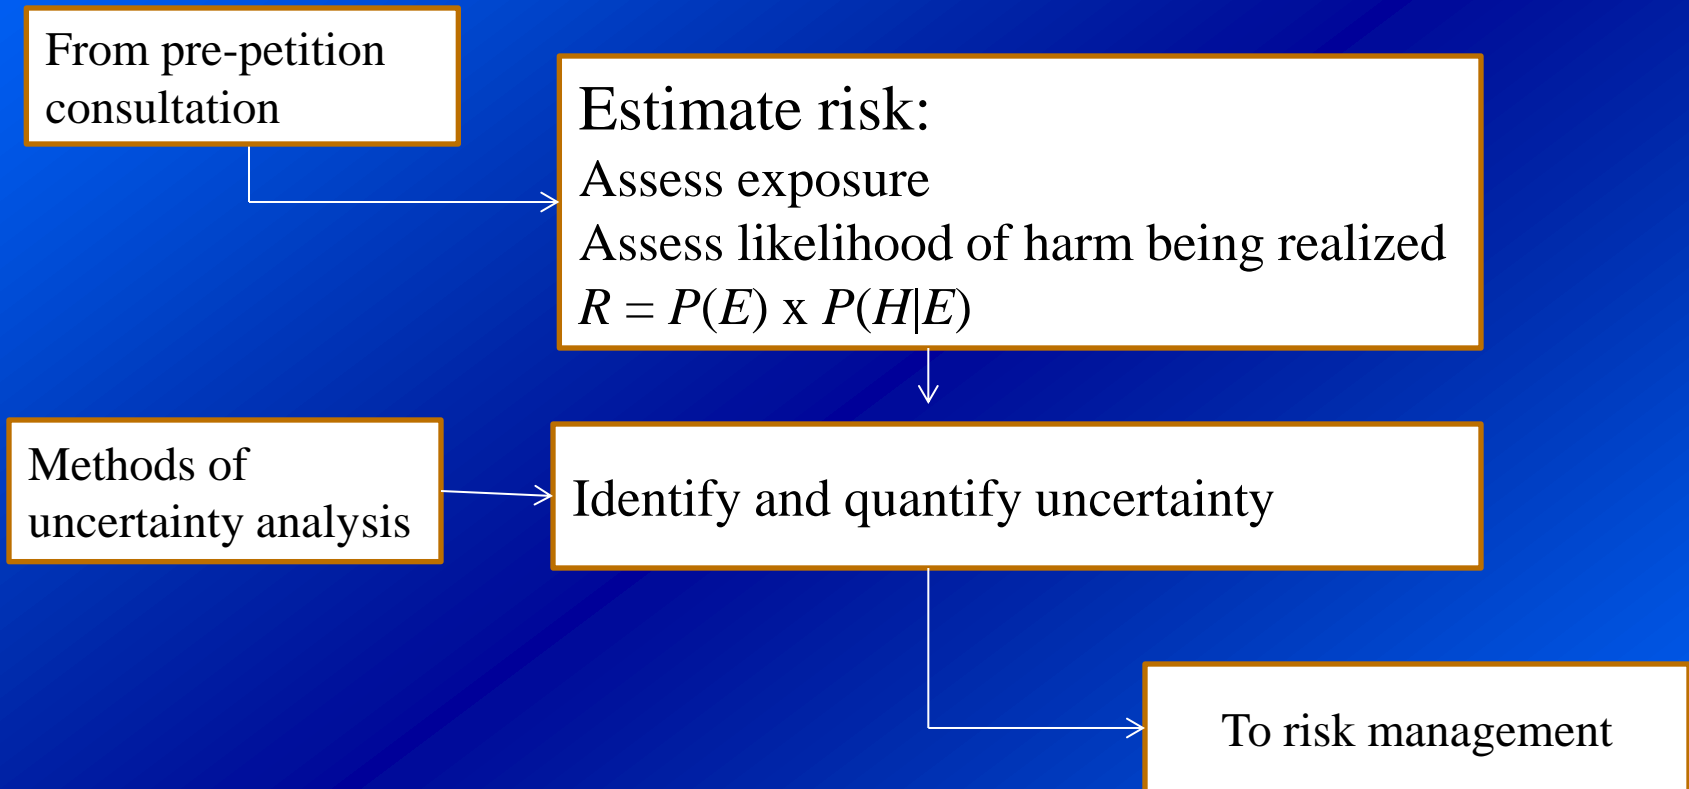 From pre-petition
consultation
Estimate risk:
Assess exposure
Assess likelihood of harm being realized
R = P(E) x P(H|E)
Methods of
uncertainty analysis
Identify and quantify uncertainty
To risk management